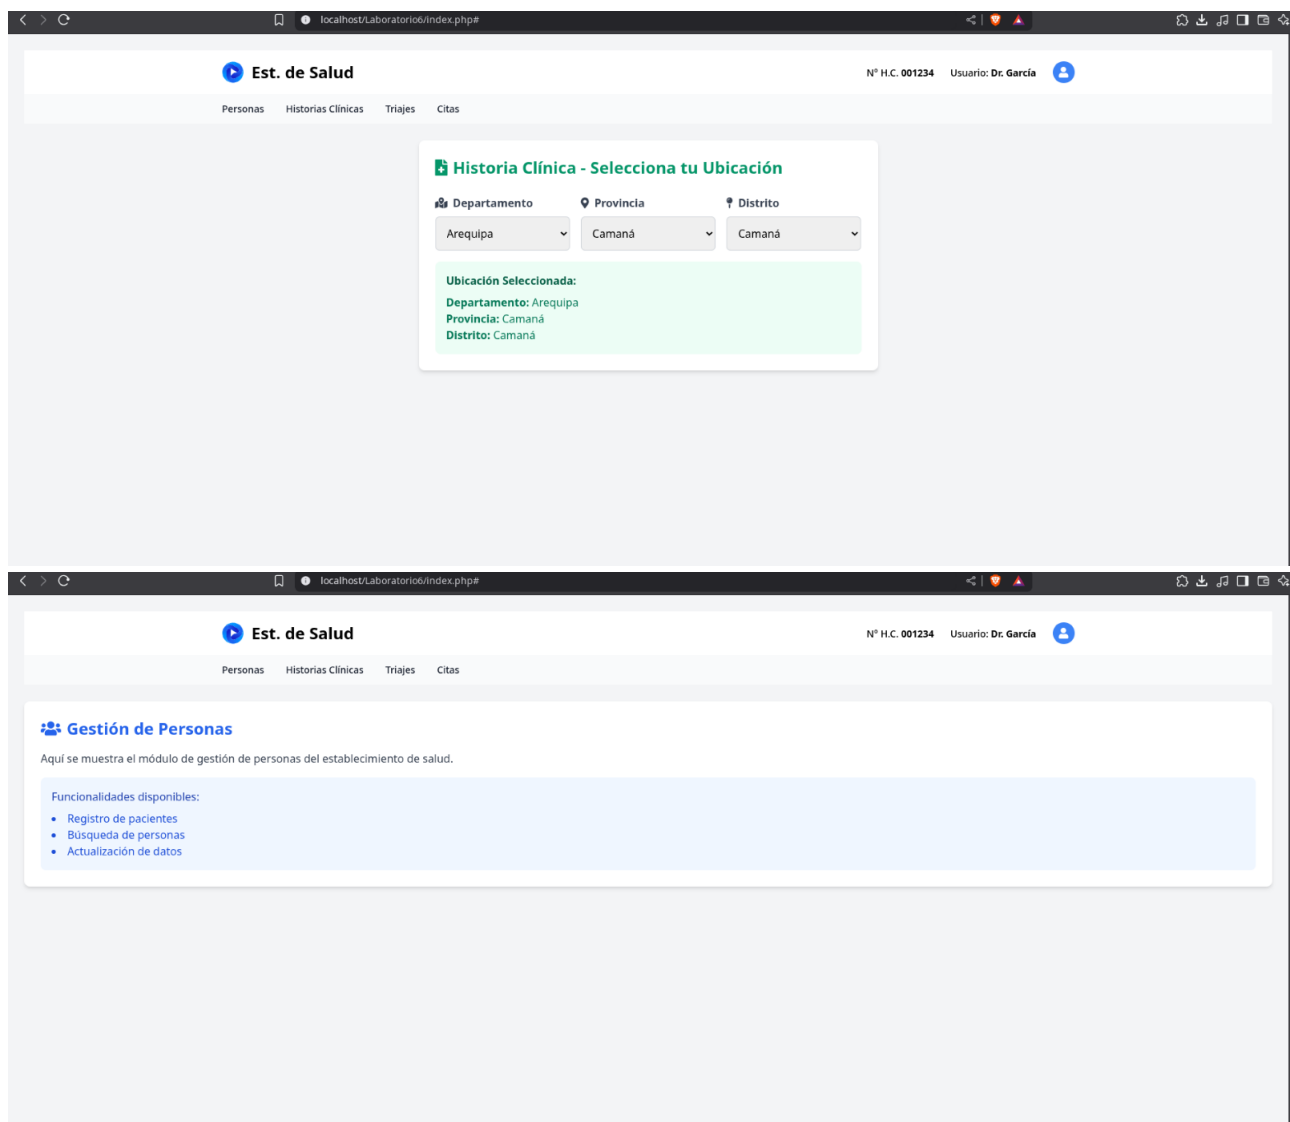 localhost/Laboratorio6/index.php#
Est. de Salud
N° H.C. 001234 Usuario: Dr. García
Personas Historias Clínicas Triajes Citas
Historia Clínica - Selecciona tu Ubicación
Departamento Provincia Distrito
Arequipa Camaná Camaná
Ubicación Seleccionada:
Departamento: Arequipa
Provincia: Camaná
Distrito: Camaná
localhost/Laboratorio6/index.php#
Est. de Salud
N° H.C. 001234 Usuario: Dr. García
Personas Historias Clínicas Triajes Citas
Gestión de Personas
Aquí se muestra el módulo de gestión de personas del establecimiento de salud.
Funcionalidades disponibles:
• Registro de pacientes
• Búsqueda de personas
• Actualización de datos